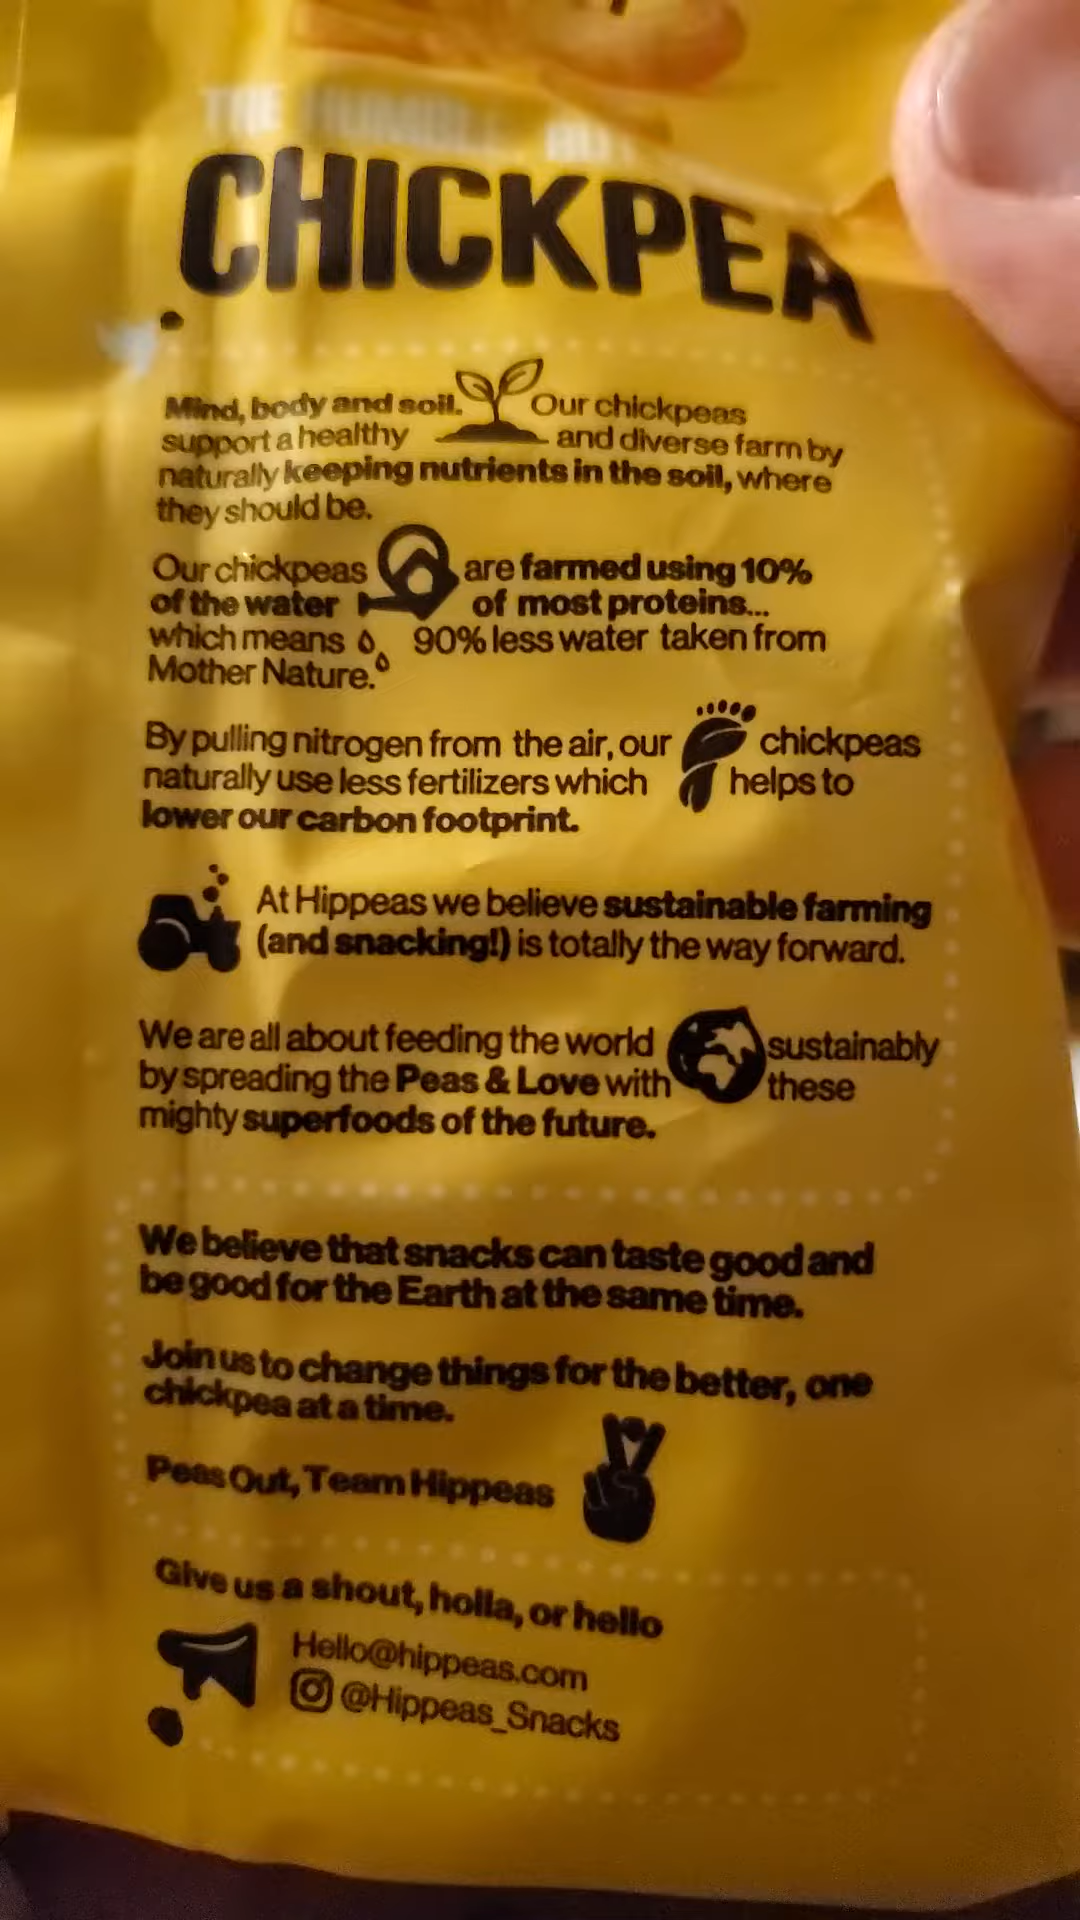 THE HUMBLE
CHICKPEA
Mind, body and soil. Our chickpeas
support a healthy and diverse farm by
naturally keeping nutrients in the soil, where
they should be.
Our chickpeas are farmed using 10%
of the water of most proteins...
which means 90% less water taken from
Mother Nature.
By pulling nitrogen from the air, our chickpeas
naturally use less fertilizers which helps to
lower our carbon footprint.
At Hippeas we believe sustainable farming
(and snacking!) is totally the way forward.
We are all about feeding the world sustainably
by spreading the Peas & Love with these
mighty superfoods of the future.
We believe that snacks can taste good and
be good for the Earth at the same time.
Join us to change things for the better, one
chickpea at a time.
Peas Out, Team Hippeas
Give us a shout, holla, or hello
Hello@hippeas.com
@Hippeas_Snacks